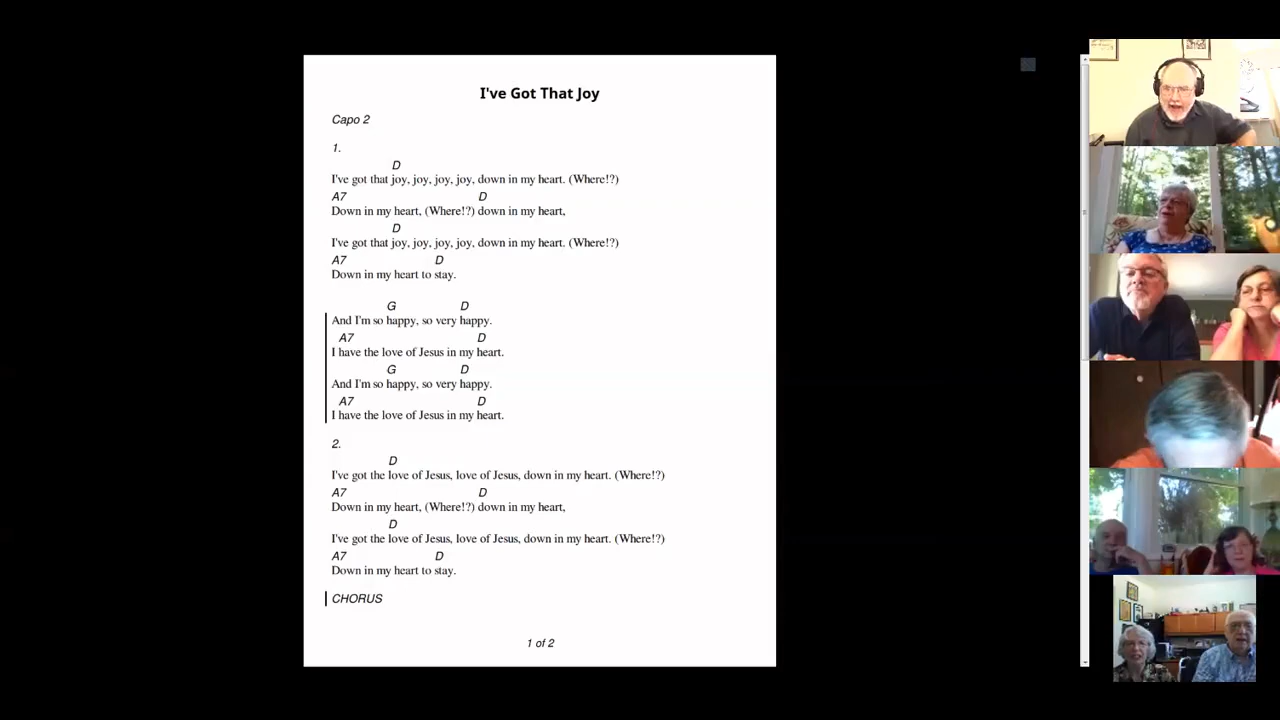 I've Got That Joy
Capo 2
1.
D
I've got that joy, joy, joy, joy, down in my heart. (Where!?)
A7 D
Down in my heart, (Where!?) down in my heart,
D
I've got that joy, joy, joy, joy, down in my heart. (Where!?)
A7 D
Down in my heart to stay.
G D
And I'm so happy, so very happy.
A7 D
I have the love of Jesus in my heart.
G D
And I'm so happy, so very happy.
A7 D
I have the love of Jesus in my heart.
2.
D
I've got the love of Jesus, love of Jesus, down in my heart. (Where!?)
A7 D
Down in my heart, (Where!?) down in my heart,
D
I've got the love of Jesus, love of Jesus, down in my heart. (Where!?)
A7 D
Down in my heart to stay.
CHORUS
1 of 2